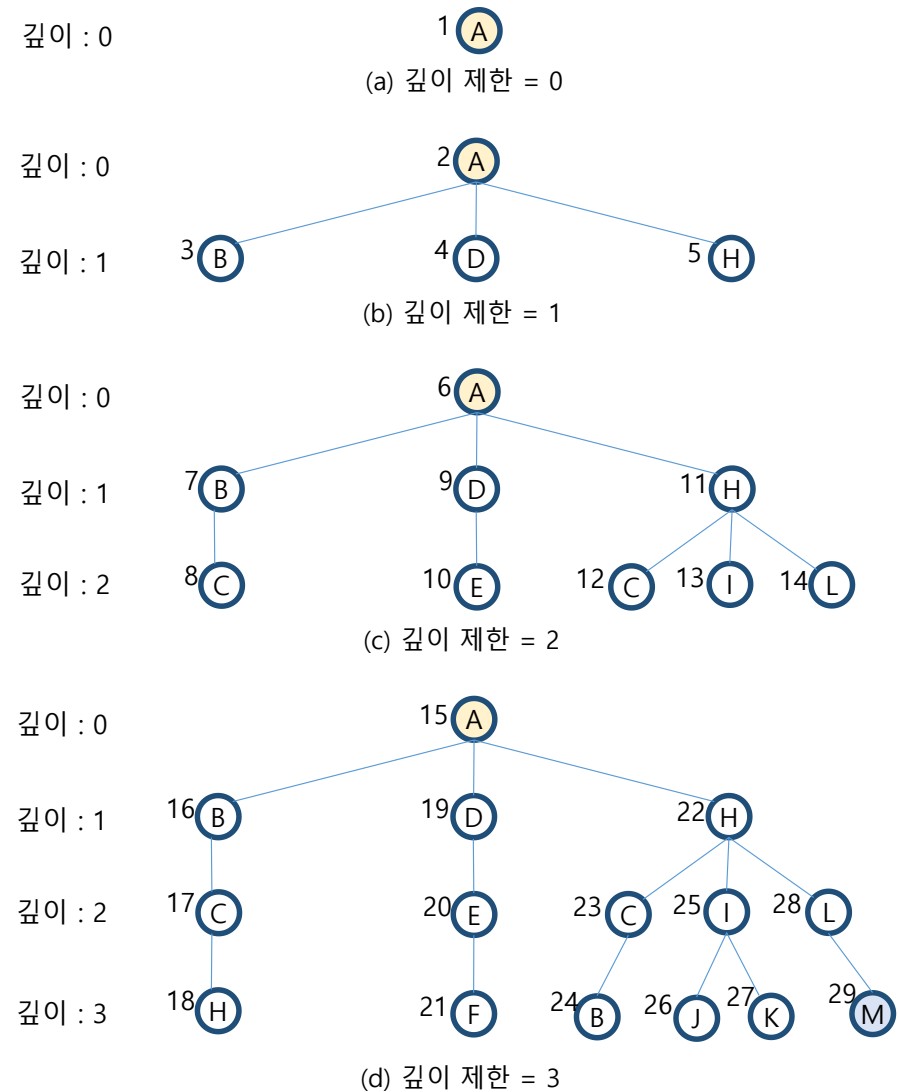 깊이 : 0 1 A
(a) 깊이 제한 = 0
깊이 : 0 2 A
깊이 : 1 3 B 4 D 5 H
(b) 깊이 제한 = 1
깊이 : 0 6 A
깊이 : 1 7 B 9 D 11 H
깊이 : 2 8 C 10 E 12 C 13 I 14 L
(c) 깊이 제한 = 2
깊이 : 0 15 A
깊이 : 1 16 B 19 D 22 H
깊이 : 2 17 C 20 E 23 C 25 I 28 L
깊이 : 3 18 H 21 F 24 B 26 J 27 K 29 M
(d) 깊이 제한 = 3